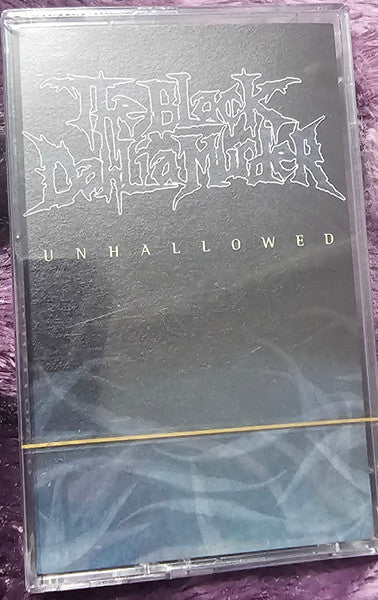 The Black
Dahlia Murder
UNHALLOWED